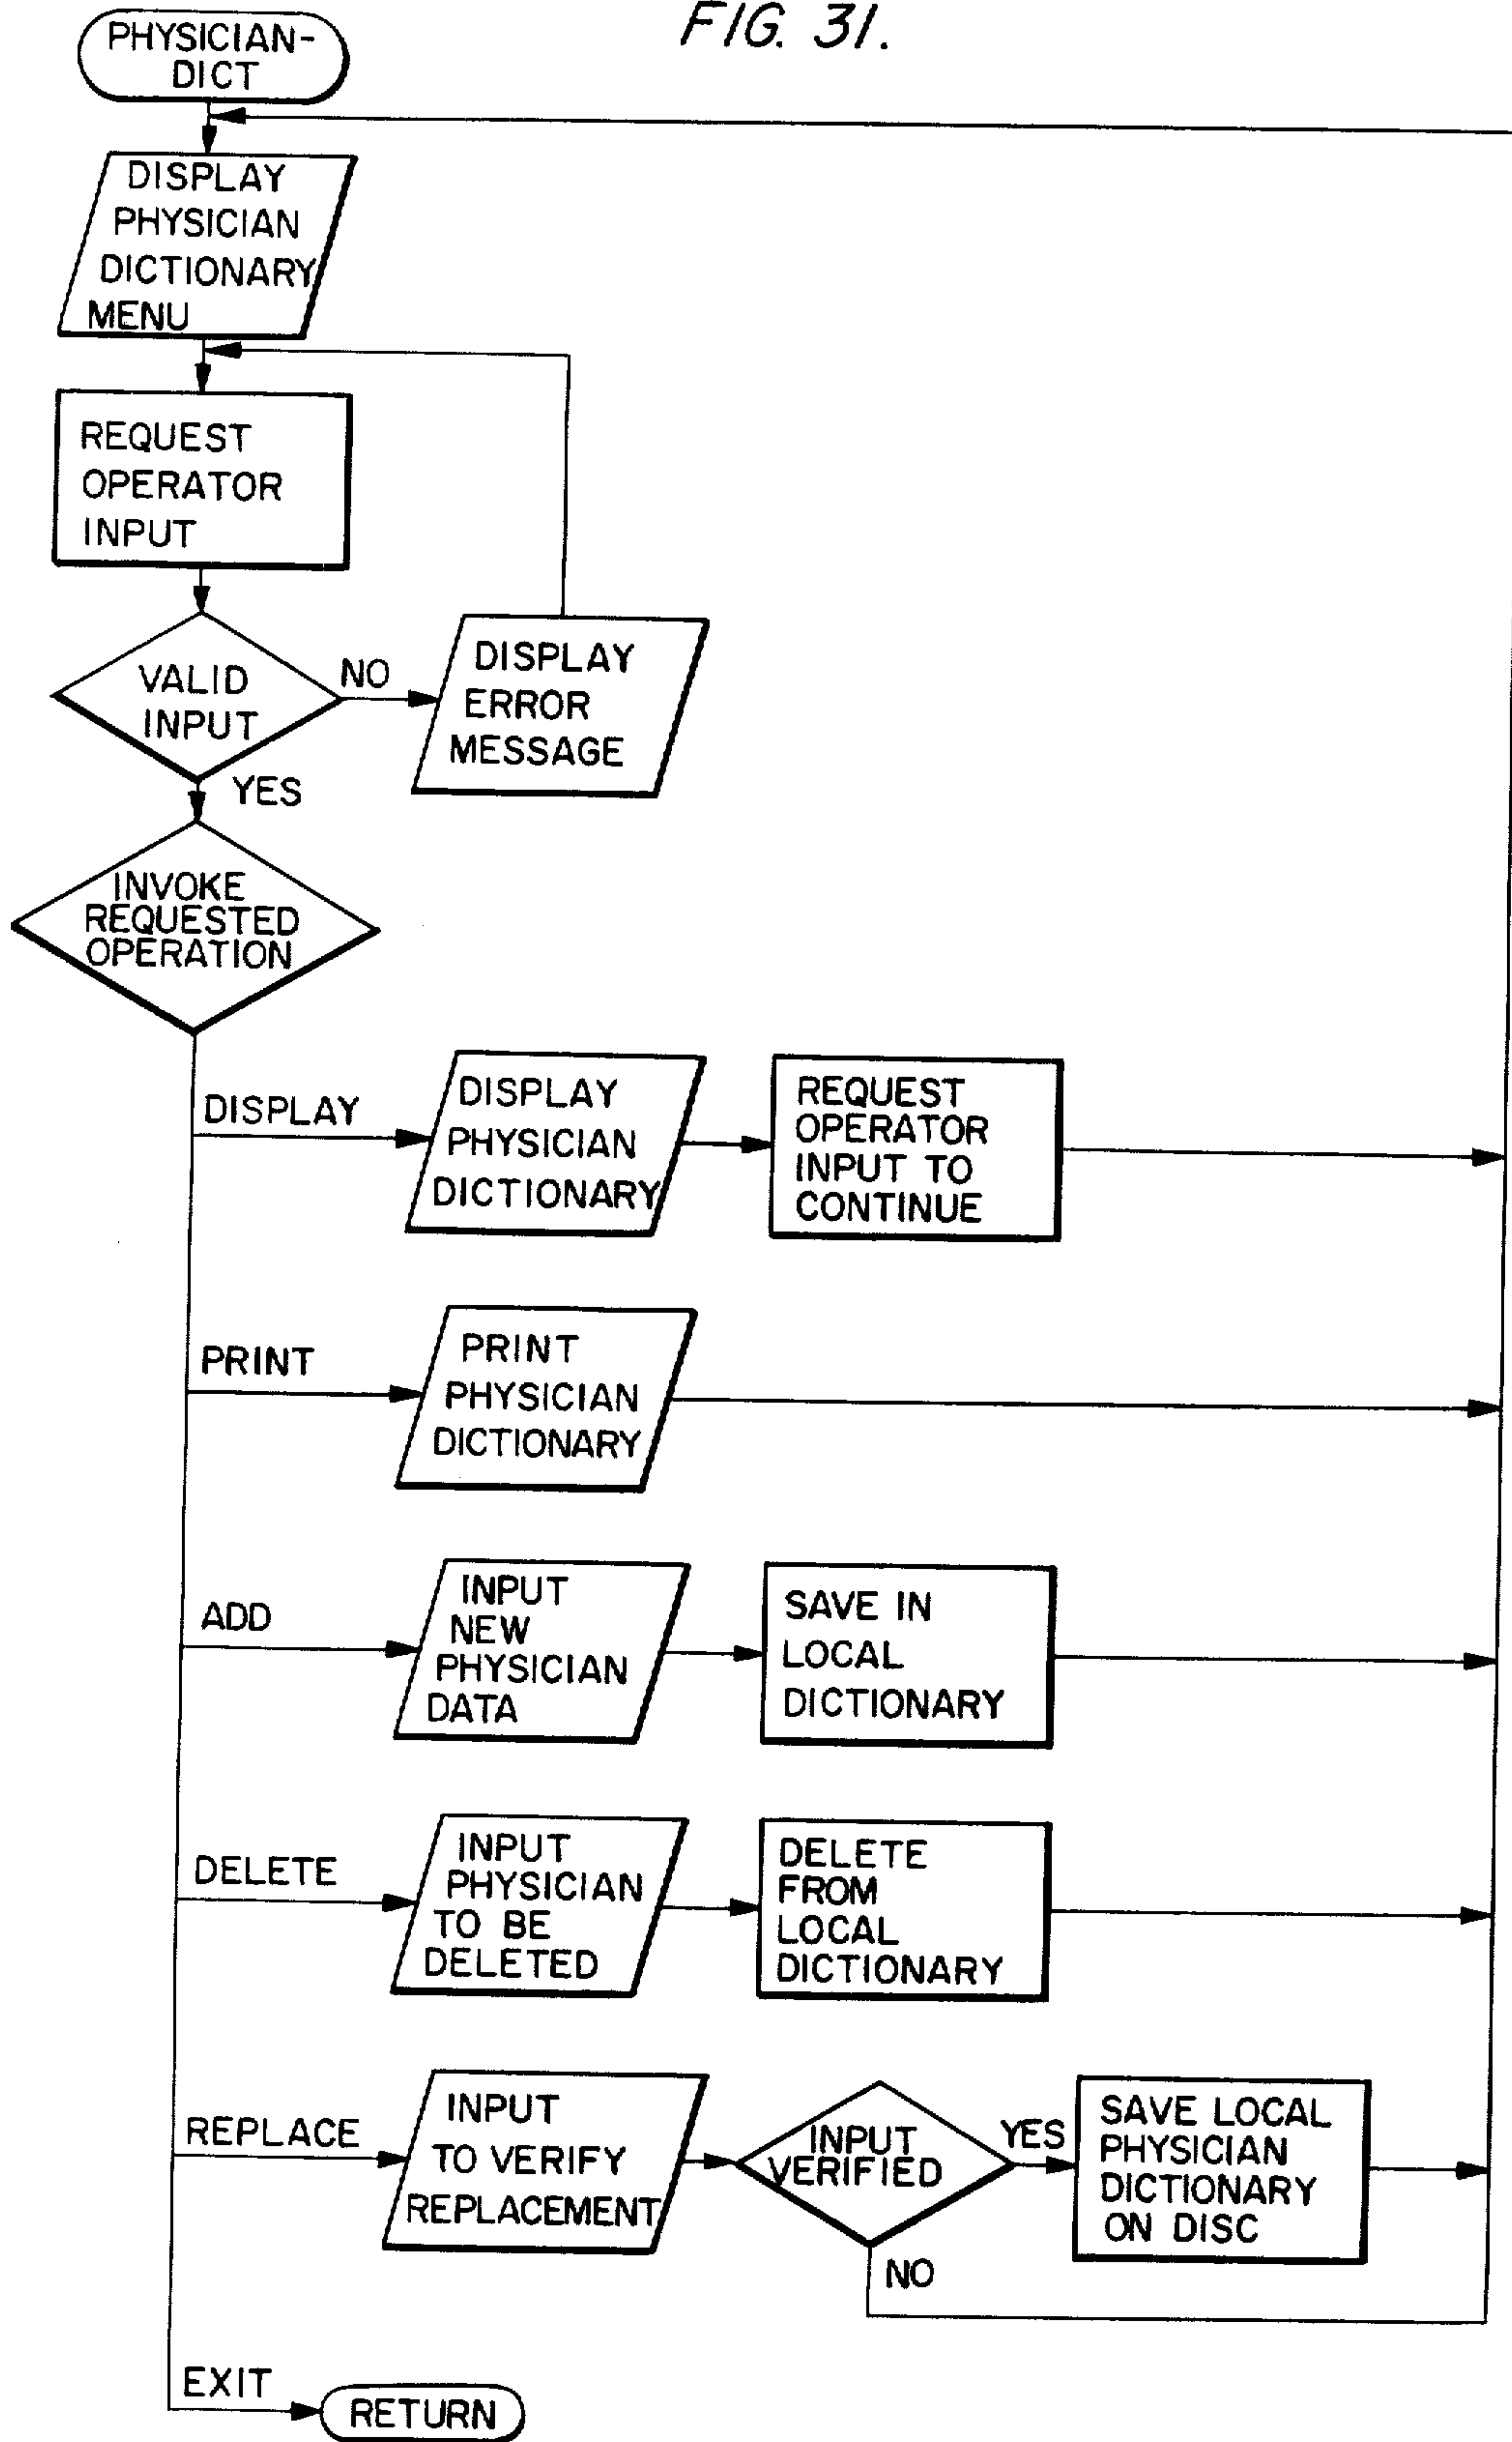 FIG. 31.
PHYSICIAN-
DICT
DISPLAY
PHYSICIAN
DICTIONARY
MENU
REQUEST
OPERATOR
INPUT
VALID
INPUT
NO
DISPLAY
ERROR
MESSAGE
YES
INVOKE
REQUESTED
OPERATION
DISPLAY
DISPLAY
PHYSICIAN
DICTIONARY
REQUEST
OPERATOR
INPUT TO
CONTINUE
PRINT
PRINT
PHYSICIAN
DICTIONARY
ADD
INPUT
NEW
PHYSICIAN
DATA
SAVE IN
LOCAL
DICTIONARY
DELETE
INPUT
PHYSICIAN
TO BE
DELETED
DELETE
FROM
LOCAL
DICTIONARY
REPLACE
INPUT
TO VERIFY
REPLACEMENT
INPUT
VERIFIED
YES
SAVE LOCAL
PHYSICIAN
DICTIONARY
ON DISC
NO
EXIT
RETURN